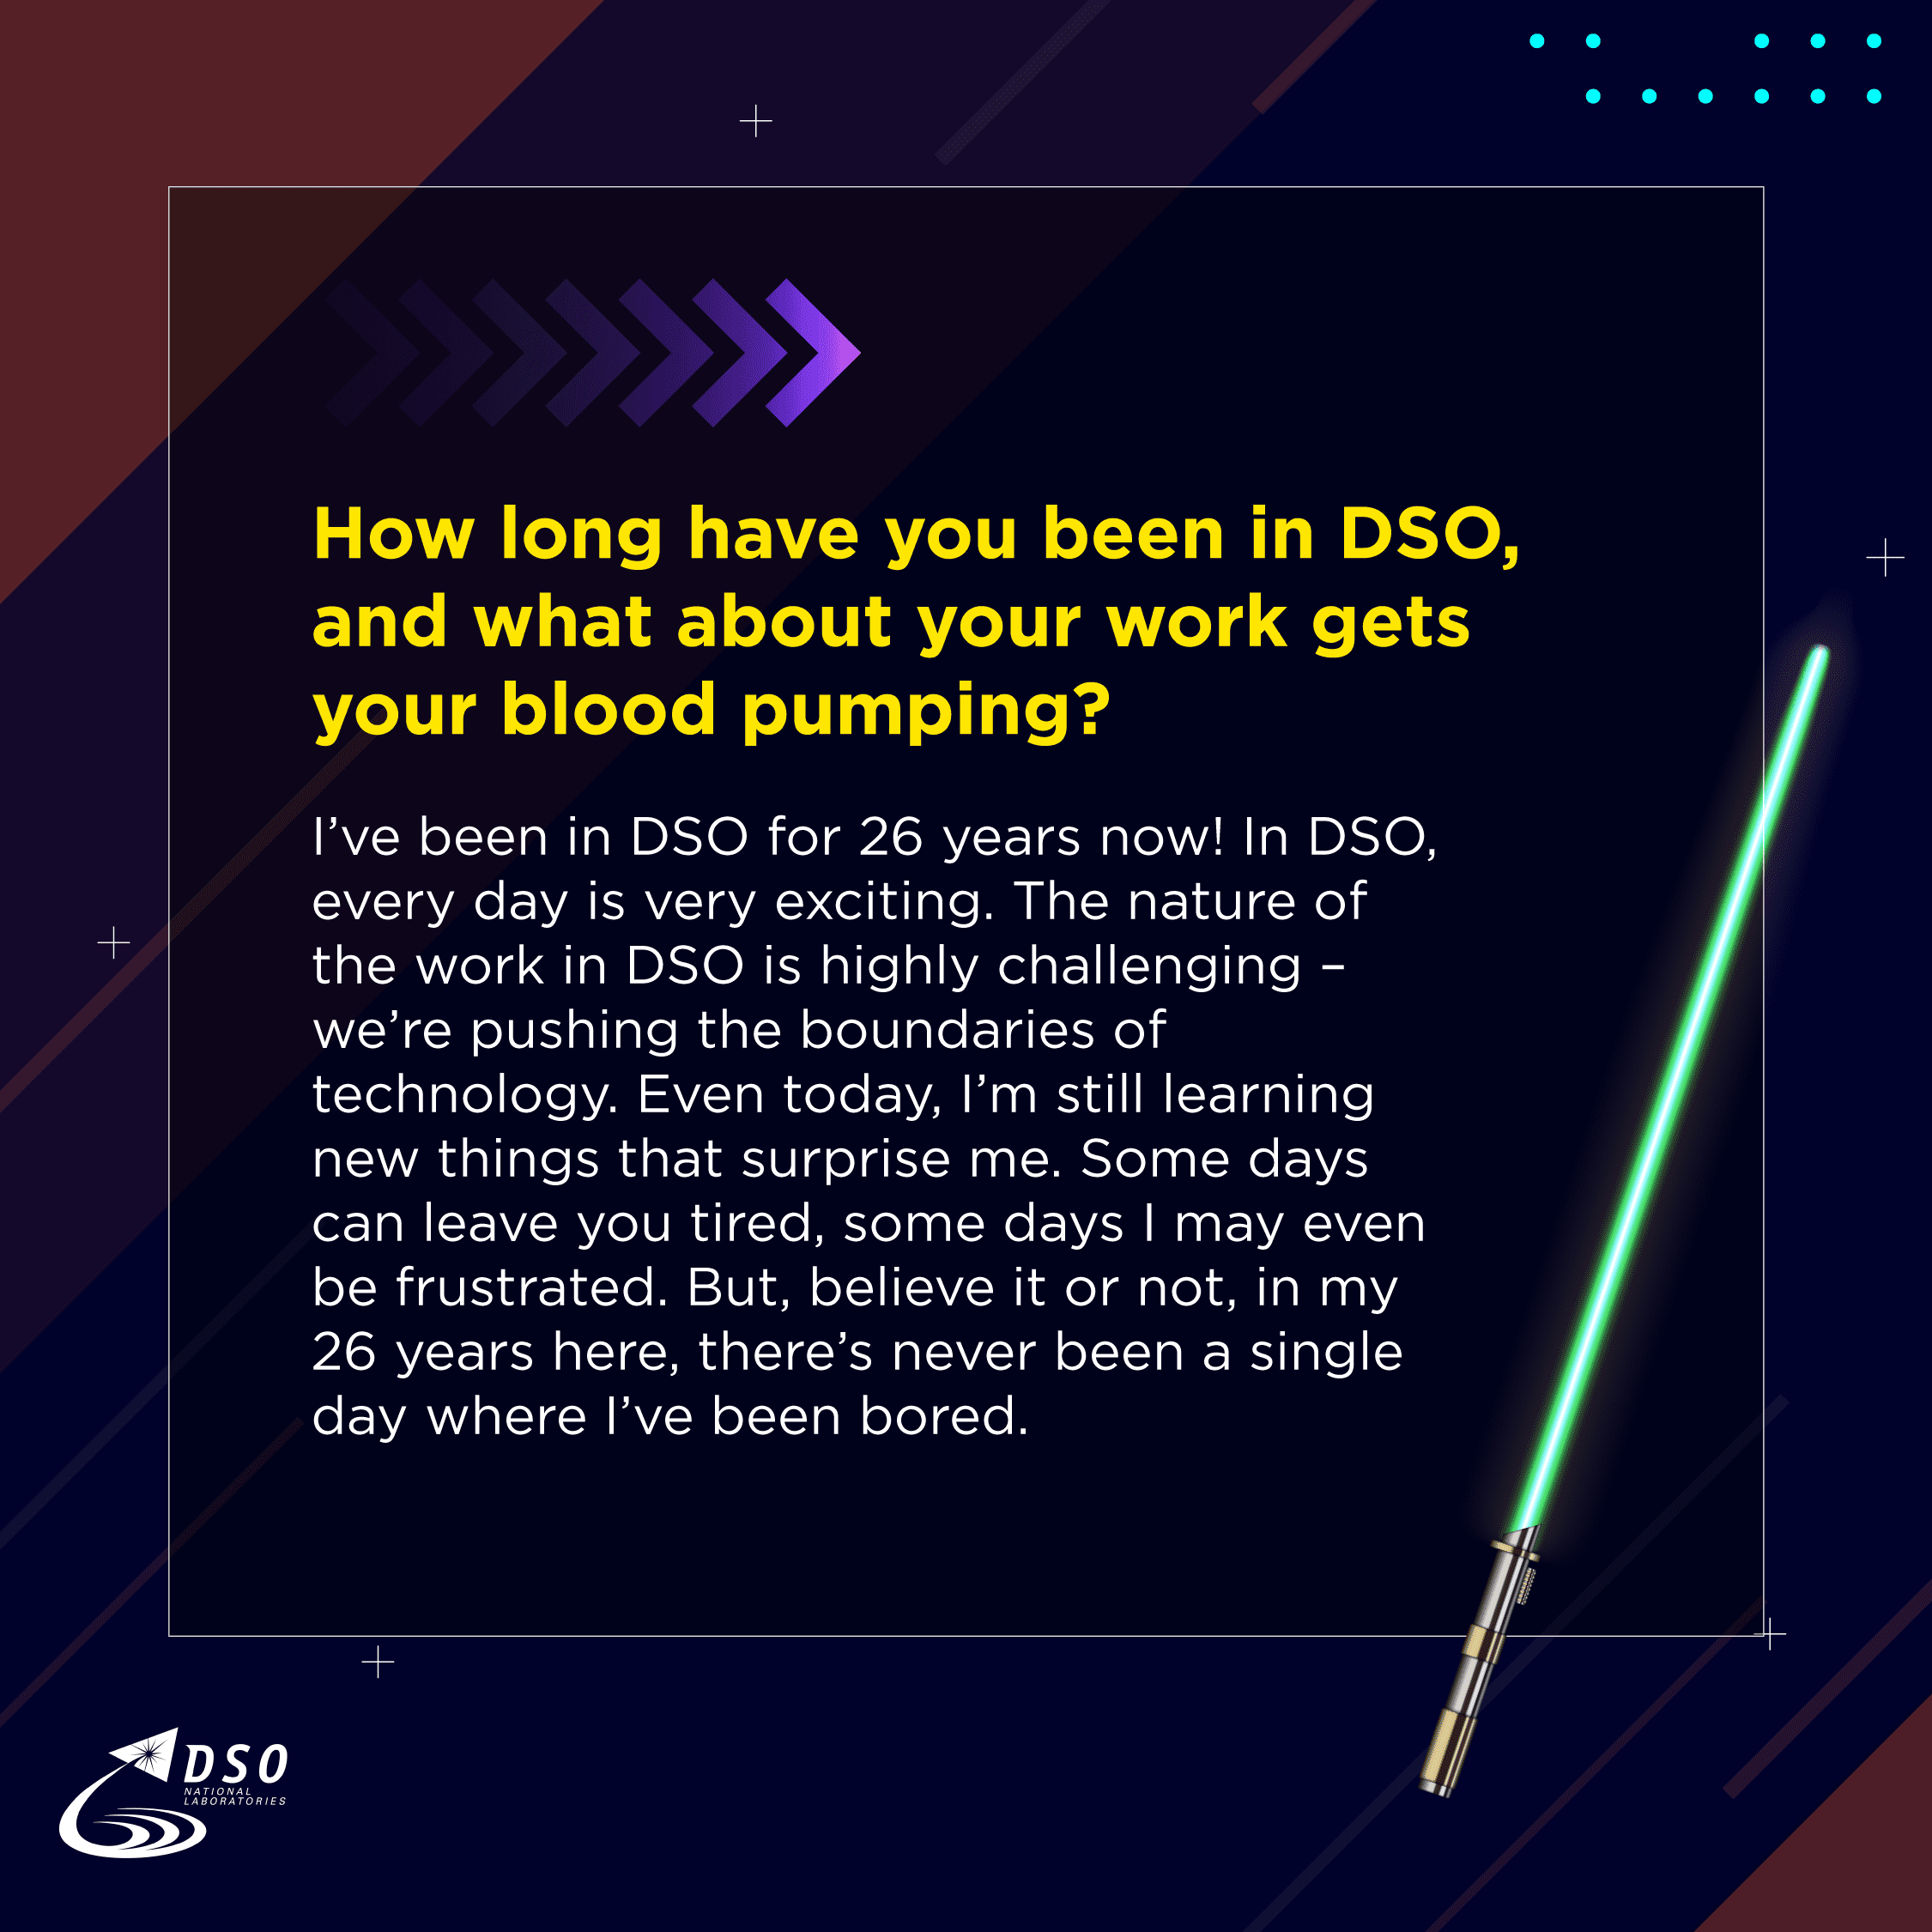 How long have you been in DSO,
and what about your work gets
your blood pumping?
I’ve been in DSO for 26 years now! In DSO,
every day is very exciting. The nature of
the work in DSO is highly challenging –
we’re pushing the boundaries of
technology. Even today, I’m still learning
new things that surprise me. Some days
can leave you tired, some days I may even
be frustrated. But, believe it or not, in my
26 years here, there’s never been a single
day where I’ve been bored.
DSO
NATIONAL
LABORATORIES